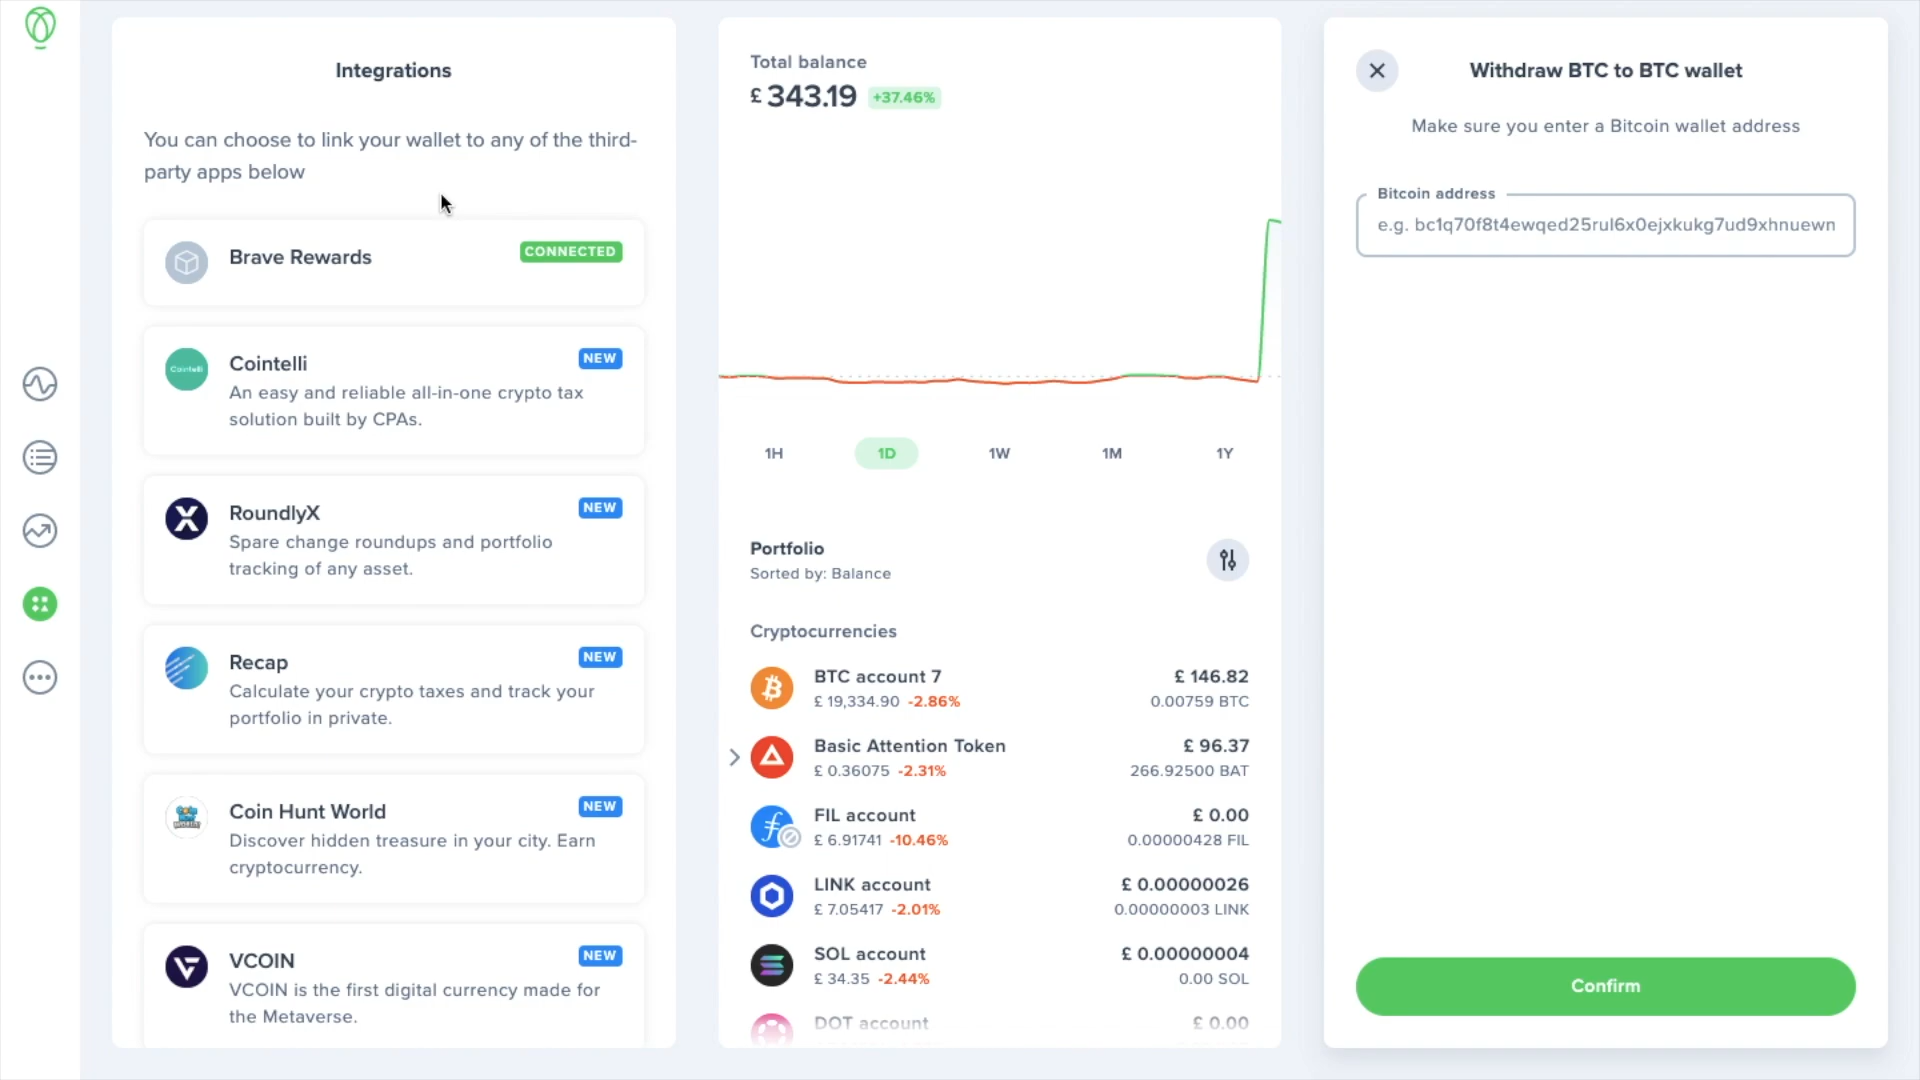 Integrations
You can choose to link your wallet to any of the third-
party apps below
Brave Rewards
CONNECTED
Cointelli
Cointelli
NEW
An easy and reliable all-in-one crypto tax
solution built by CPAs.
RoundlyX
NEW
Spare change roundups and portfolio
tracking of any asset.
Recap
NEW
Calculate your crypto taxes and track your
portfolio in private.
Coin Hunt World
NEW
Discover hidden treasure in your city. Earn
cryptocurrency.
VCOIN
NEW
VCOIN is the first digital currency made for
the Metaverse.
Total balance
£ 343.19 +37.46%
1H 1D 1W 1M 1Y
Portfolio
Sorted by: Balance
Cryptocurrencies
BTC account 7 £ 146.82
£ 19,334.90 -2.86% 0.00759 BTC
Basic Attention Token £ 96.37
£ 0.36075 -2.31% 266.92500 BAT
FIL account £ 0.00
£ 6.91741 -10.46% 0.00000428 FIL
LINK account £ 0.00000026
£ 7.05417 -2.01% 0.00000003 LINK
SOL account £ 0.00000004
£ 34.35 -2.44% 0.00 SOL
DOT account £ 0.00
Withdraw BTC to BTC wallet
Make sure you enter a Bitcoin wallet address
Bitcoin address
e.g. bc1q70f8t4ewqed25rul6x0ejxkukg7ud9xhnuewn
Confirm